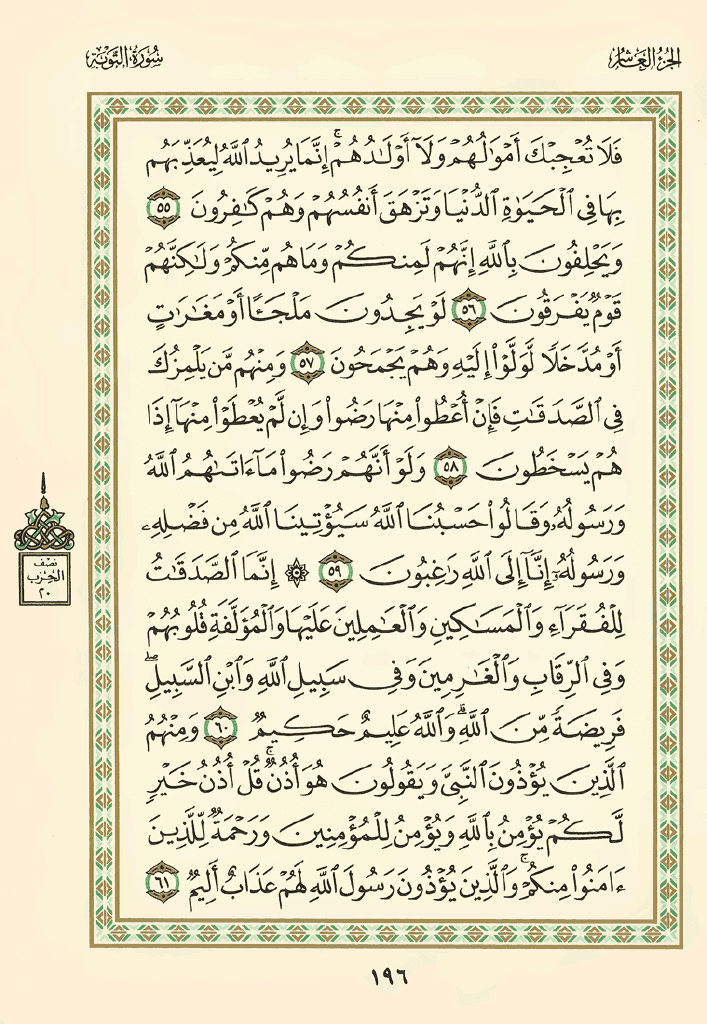 الجزء العاشر
سورة التوبة
فَلَا تُعْجِبْكَ أَمْوَٰلُهُمْ وَلَآ أَوْلَـٰدُهُمْ ۚ إِنَّمَا يُرِيدُ ٱللَّهُ لِيُعَذِّبَهُم
بِهَا فِى ٱلْحَيَوٰةِ ٱلدُّنْيَا وَتَزْهَقَ أَنفُسُهُمْ وَهُمْ كَـٰفِرُونَ ٥٥
وَيَحْلِفُونَ بِٱللَّهِ إِنَّهُمْ لَمِنكُمْ وَمَا هُم مِّنكُمْ وَلَـٰكِنَّهُمْ
قَوْمٌ يَفْرَقُونَ ٥٦ لَوْ يَجِدُونَ مَلْجَـًٔا أَوْ مَغَـٰرَٰتٍ
أَوْ مُدَّخَلًا لَّوَلَّوْا۟ إِلَيْهِ وَهُمْ يَجْمَحُونَ ٥٧ وَمِنْهُم مَّن يَلْمِزُكَ
فِى ٱلصَّدَقَـٰتِ فَإِنْ أُعْطُوا۟ مِنْهَا رَضُوا۟ وَإِن لَّمْ يُعْطَوْا۟ مِنْهَآ إِذَا
هُمْ يَسْخَطُونَ ٥٨ وَلَوْ أَنَّهُمْ رَضُوا۟ مَآ ءَاتَىٰهُمُ ٱللَّهُ
وَرَسُولُهُۥ وَقَالُوا۟ حَسْبُنَا ٱللَّهُ سَيُؤْتِينَا ٱللَّهُ مِن فَضْلِهِۦ
وَرَسُولُهُۥٓ إِنَّآ إِلَى ٱللَّهِ رَٰغِبُونَ ٥٩ ۞ إِنَّمَا ٱلصَّدَقَـٰتُ
لِلْفُقَرَآءِ وَٱلْمَسَـٰكِينِ وَٱلْعَـٰمِلِينَ عَلَيْهَا وَٱلْمُؤَلَّفَةِ قُلُوبُهُمْ
وَفِى ٱلرِّقَابِ وَٱلْغَـٰرِمِينَ وَفِى سَبِيلِ ٱللَّهِ وَٱبْنِ ٱلسَّبِيلِ ۖ
فَرِيضَةً مِّنَ ٱللَّهِ ۗ وَٱللَّهُ عَلِيمٌ حَكِيمٌ ٦٠ وَمِنْهُمُ
ٱلَّذِينَ يُؤْذُونَ ٱلنَّبِىَّ وَيَقُولُونَ هُوَ أُذُنٌ ۚ قُلْ أُذُنُ خَيْرٍ
لَّكُمْ يُؤْمِنُ بِٱللَّهِ وَيُؤْمِنُ لِلْمُؤْمِنِينَ وَرَحْمَةٌ لِّلَّذِينَ
ءَامَنُوا۟ مِنكُمْ ۚ وَٱلَّذِينَ يُؤْذُونَ رَسُولَ ٱللَّهِ لَهُمْ عَذَابٌ أَلِيمٌ ٦١
نصف
الحزب
٢٠
١٩٦